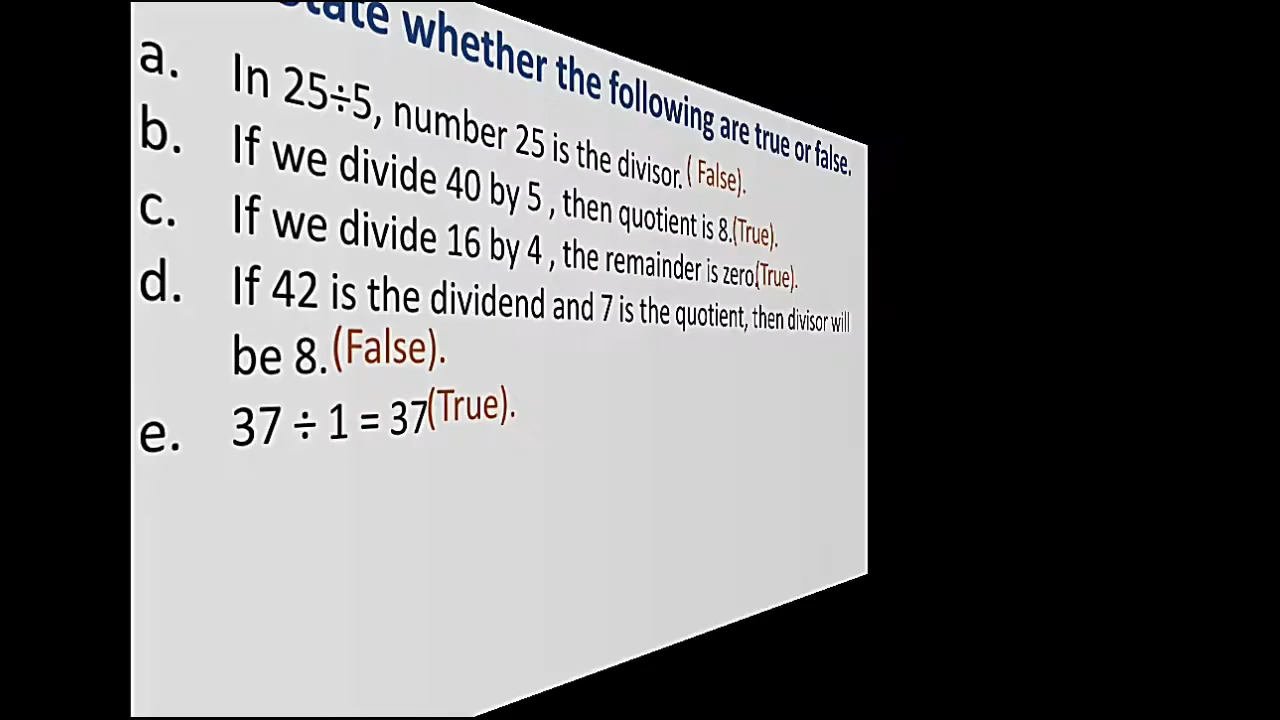 State whether the following are true or false.
a. In 25÷5, number 25 is the divisor.( False).
b. If we divide 40 by 5 , then quotient is 8.(True).
c. If we divide 16 by 4 , the remainder is zero.(True).
d. If 42 is the dividend and 7 is the quotient, then divisor will
be 8.(False).
e. 37 ÷ 1 = 37(True).